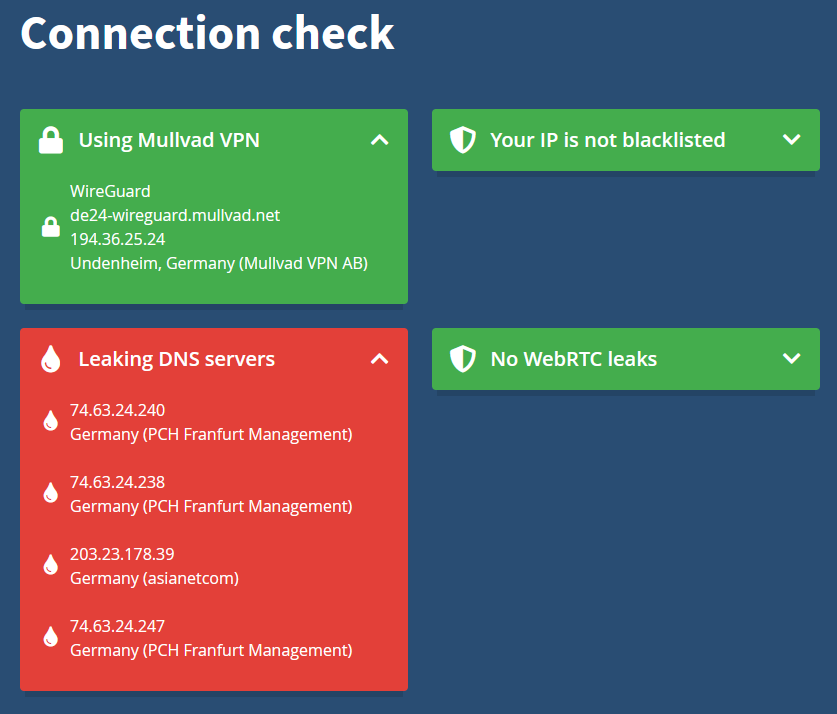 Connection check
Using Mullvad VPN
WireGuard
de24-wireguard.mullvad.net
194.36.25.24
Undenheim, Germany (Mullvad VPN AB)
Your IP is not blacklisted
Leaking DNS servers
74.63.24.240
Germany (PCH Franfurt Management)
74.63.24.238
Germany (PCH Franfurt Management)
203.23.178.39
Germany (asianetcom)
74.63.24.247
Germany (PCH Franfurt Management)
No WebRTC leaks